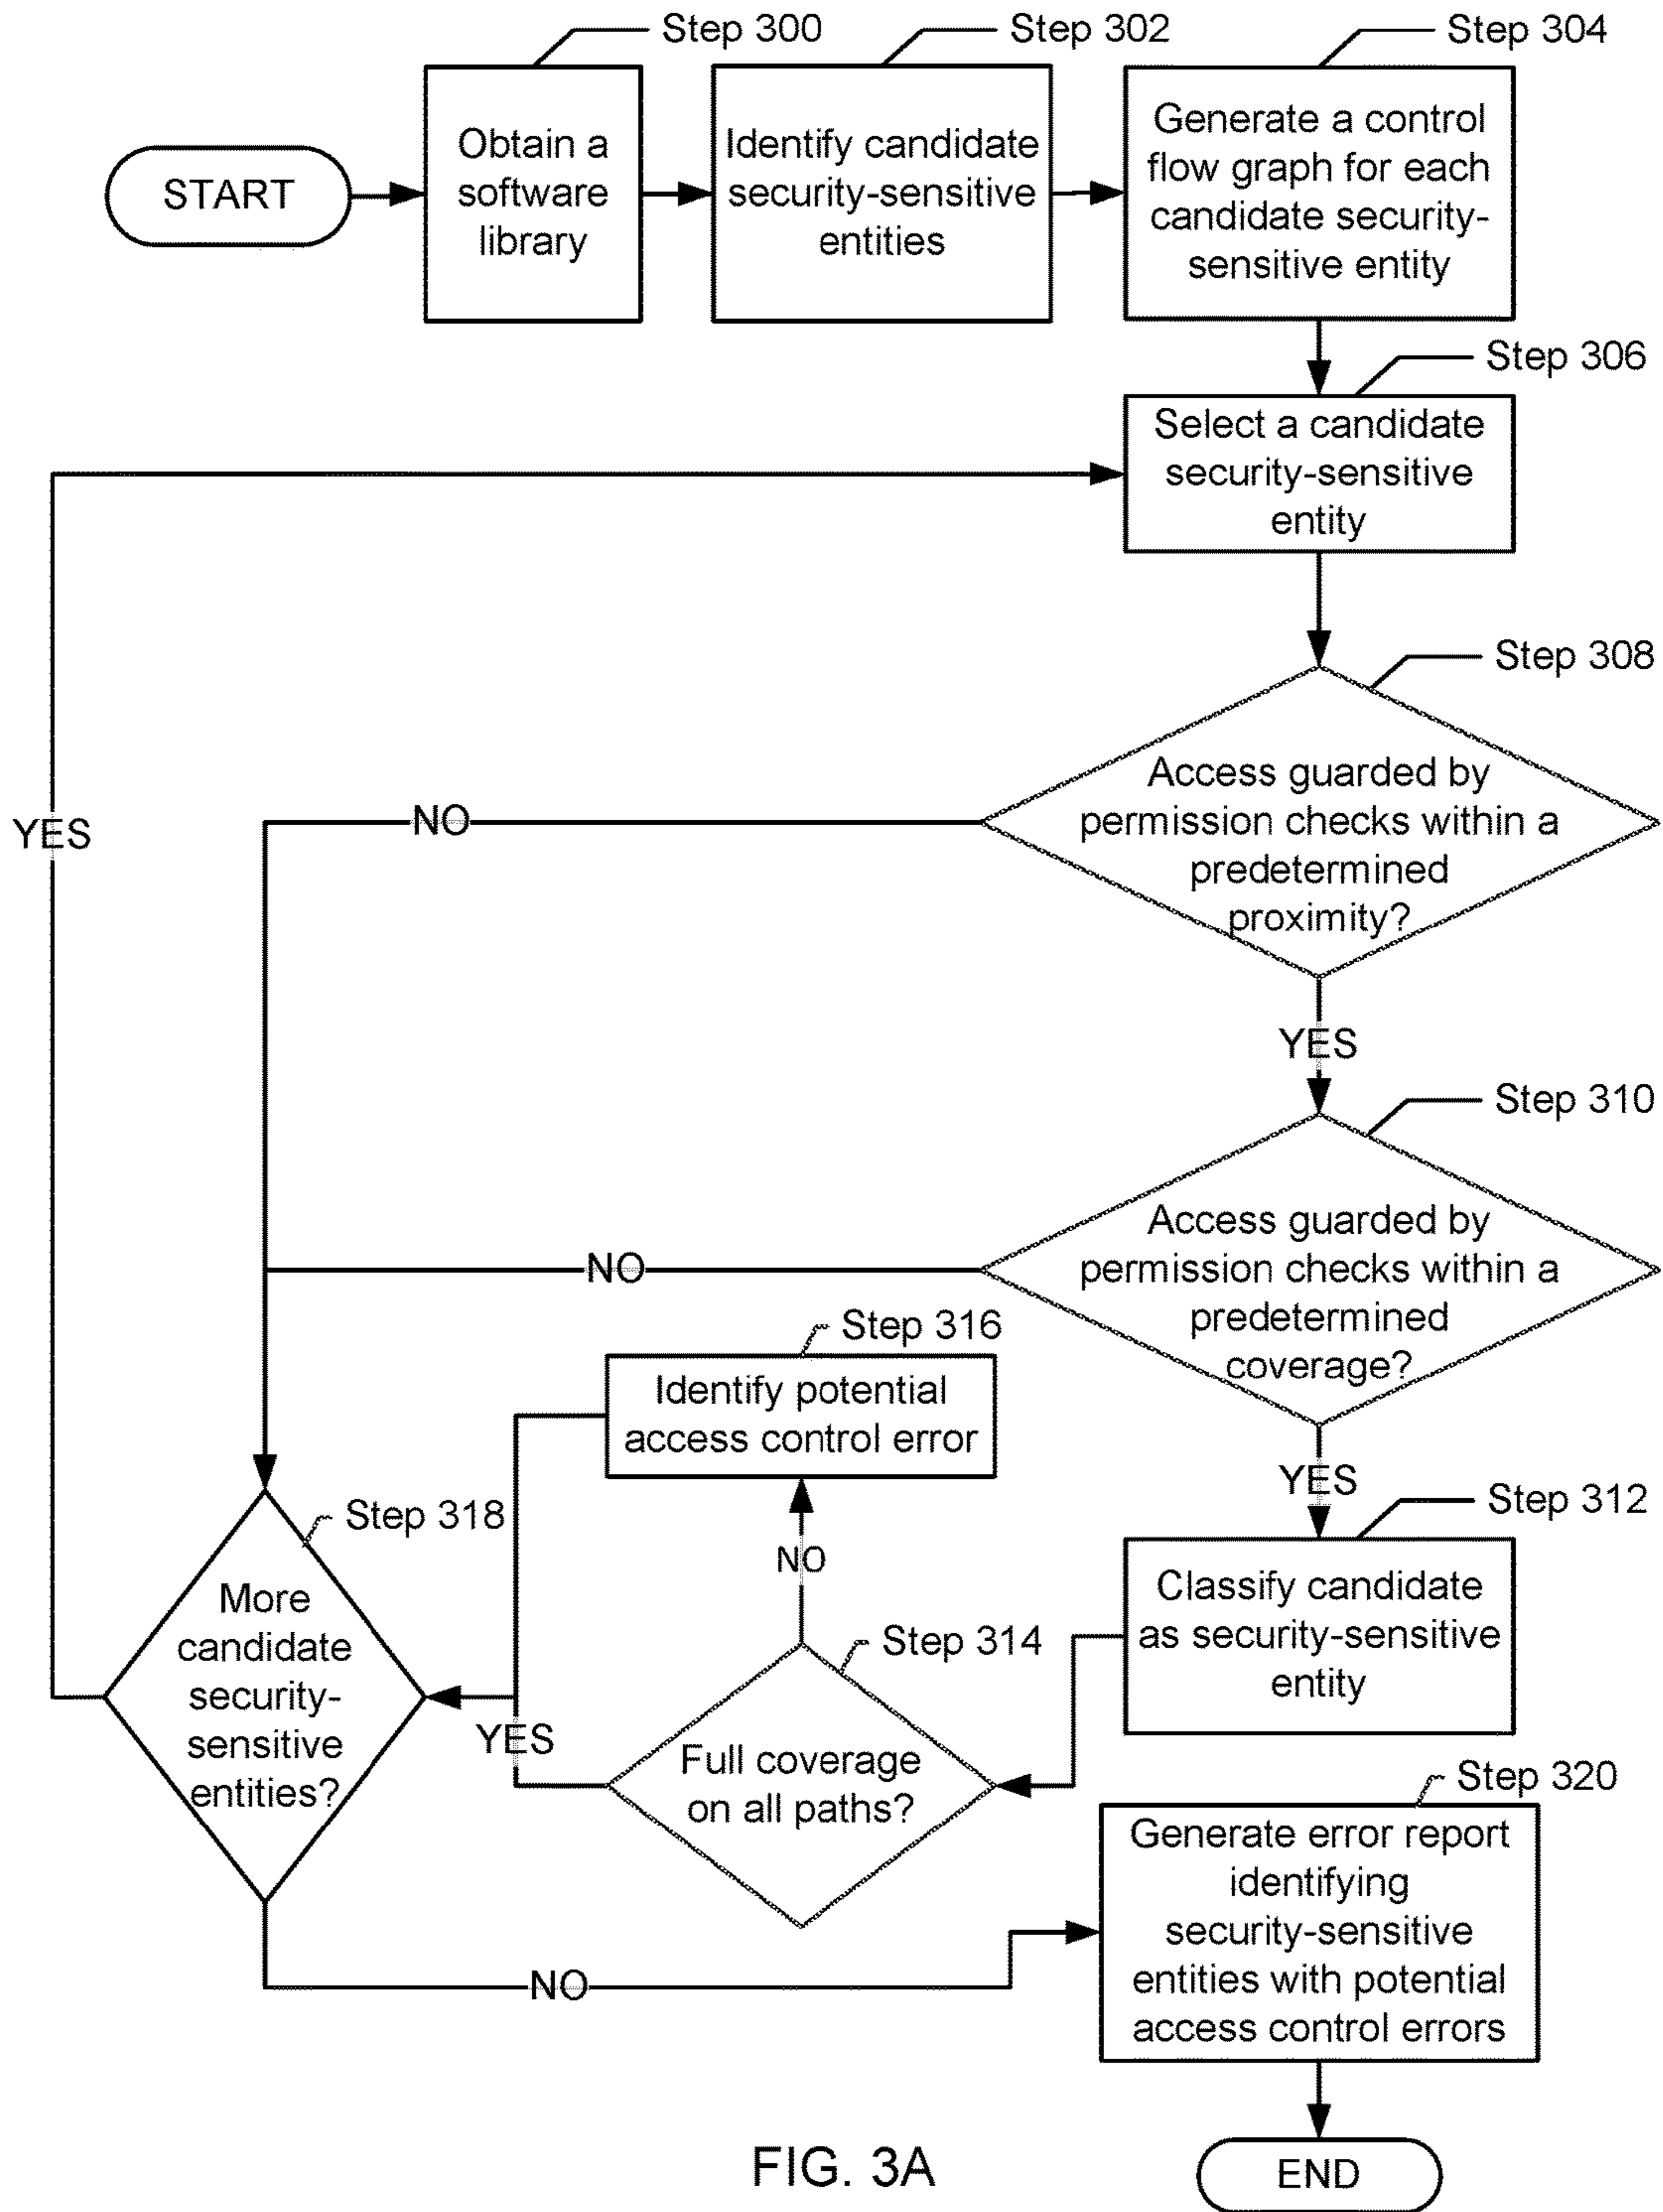 Step 300
Step 302
Step 304
START
Obtain a
software
library
Identify candidate
security-sensitive
entities
Generate a control
flow graph for each
candidate security-
sensitive entity
Step 306
Select a candidate
security-sensitive
entity
Step 308
Access guarded by
permission checks within a
predetermined
proximity?
NO
YES
YES
Step 310
Access guarded by
permission checks within a
predetermined
coverage?
NO
YES
Step 316
Identify potential
access control error
Step 312
Classify candidate
as security-sensitive
entity
Step 318
More
candidate
security-
sensitive
entities?
NO
Step 314
Full coverage
on all paths?
YES
Step 320
Generate error report
identifying
security-sensitive
entities with potential
access control errors
NO
END
FIG. 3A